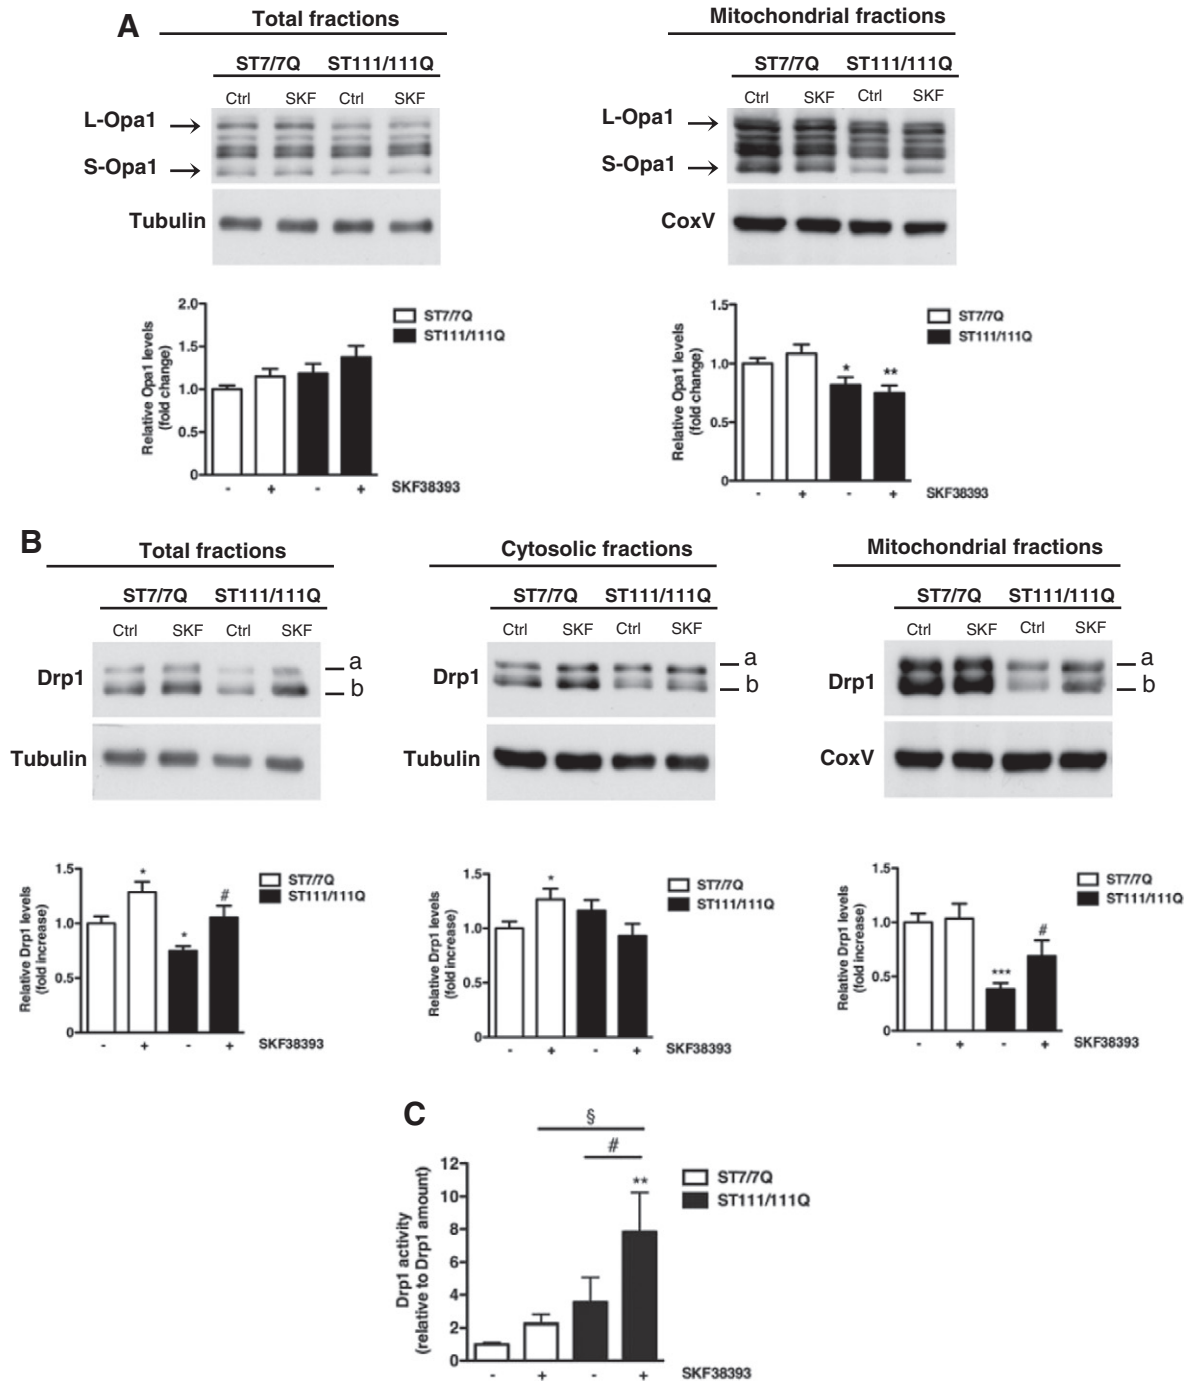 A
Total fractions
Mitochondrial fractions
ST7/7Q ST111/111Q
ST7/7Q ST111/111Q
Ctrl SKF Ctrl SKF
Ctrl SKF Ctrl SKF
L-Opa1
L-Opa1
S-Opa1
S-Opa1
Tubulin
CoxV
Relative Opa1 levels
(fold change)
2.0
1.5
1.0
0.5
0
- + - + SKF38393
ST7/7Q
ST111/111Q
Relative Opa1 levels
(fold change)
1.5
1.0
0.5
0
* **
- + - + SKF38393
ST7/7Q
ST111/111Q
B
Total fractions
Cytosolic fractions
Mitochondrial fractions
ST7/7Q ST111/111Q
ST7/7Q ST111/111Q
ST7/7Q ST111/111Q
Ctrl SKF Ctrl SKF
Ctrl SKF Ctrl SKF
Ctrl SKF Ctrl SKF
Drp1
a
b
Drp1
a
b
Drp1
a
b
Tubulin
Tubulin
CoxV
Relative Drp1 levels
(fold increase)
1.5
1.0
0.5
0
* * #
- + - + SKF38393
ST7/7Q
ST111/111Q
Relative Drp1 levels
(fold increase)
1.5
1.0
0.5
0
*
- + - + SKF38393
ST7/7Q
ST111/111Q
Relative Drp1 levels
(fold increase)
1.5
1.0
0.5
0
*** #
- + - + SKF38393
ST7/7Q
ST111/111Q
C
§
#
**
Drp1 activity
(relative to Drp1 amount)
12
10
8
6
4
2
0
- + - + SKF38393
ST7/7Q
ST111/111Q